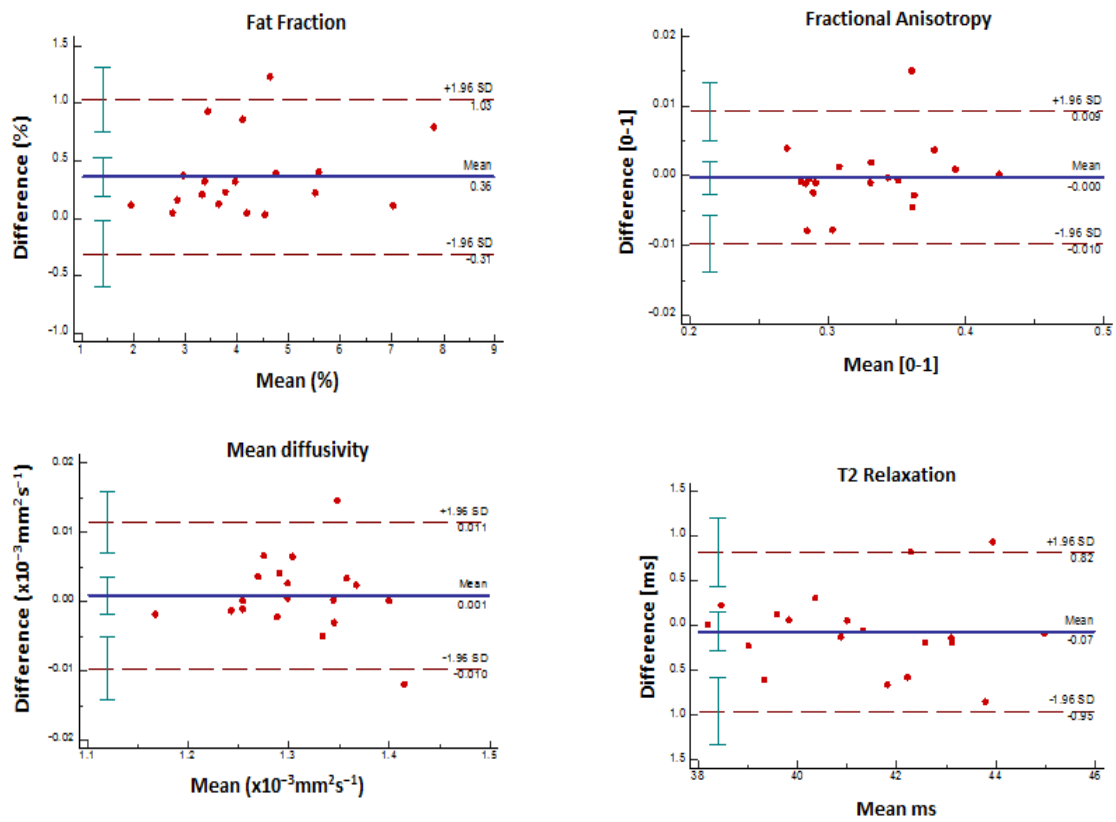 Fat Fraction
Difference (%)
1.5
1.0
0.5
0.0
-0.5
-1.0
+1.96 SD
1.03
Mean
0.36
-1.96 SD
-0.31
1 2 3 4 5 6 7 8 9
Mean (%)
Fractional Anisotropy
Difference [0-1]
0.02
0.01
0.00
-0.01
-0.02
+1.96 SD
0.009
Mean
-0.000
-1.96 SD
-0.010
0.2 0.3 0.4 0.5
Mean [0-1]
Mean diffusivity
Difference (x10⁻³mm² s⁻¹)
0.02
0.01
0.00
-0.01
-0.02
+1.96 SD
0.011
Mean
0.001
-1.96 SD
-0.010
1.1 1.2 1.3 1.4 1.5
Mean (x10⁻³mm²s⁻¹)
T2 Relaxation
Difference [ms]
1.5
1.0
0.5
0.0
0.5
1.0
1.5
+1.96 SD
0.82
Mean
-0.07
-1.96 SD
-0.95
38 40 42 44 46
Mean ms